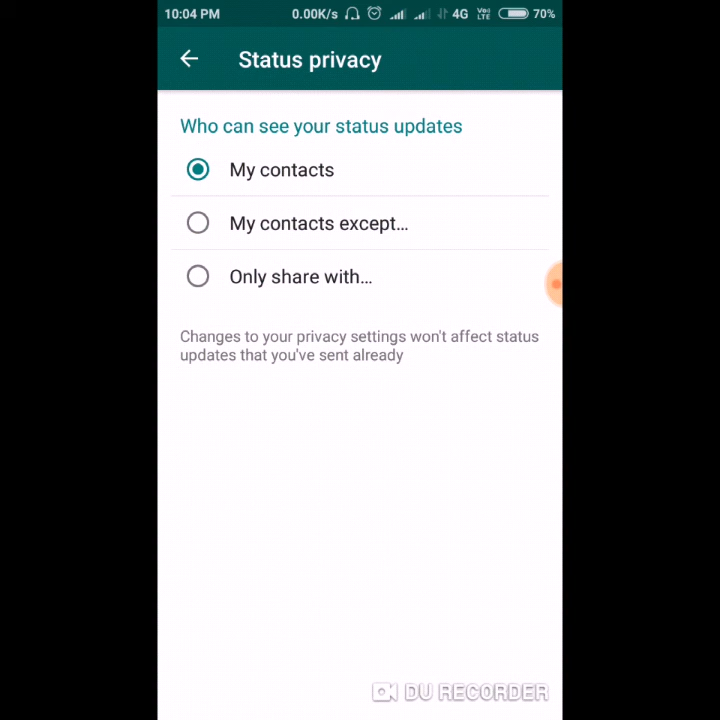 10:04 PM 0.00K/s 4G VoLTE 70%
Status privacy
Who can see your status updates
My contacts
My contacts except...
Only share with...
Changes to your privacy settings won't affect status
updates that you've sent already
DU RECORDER